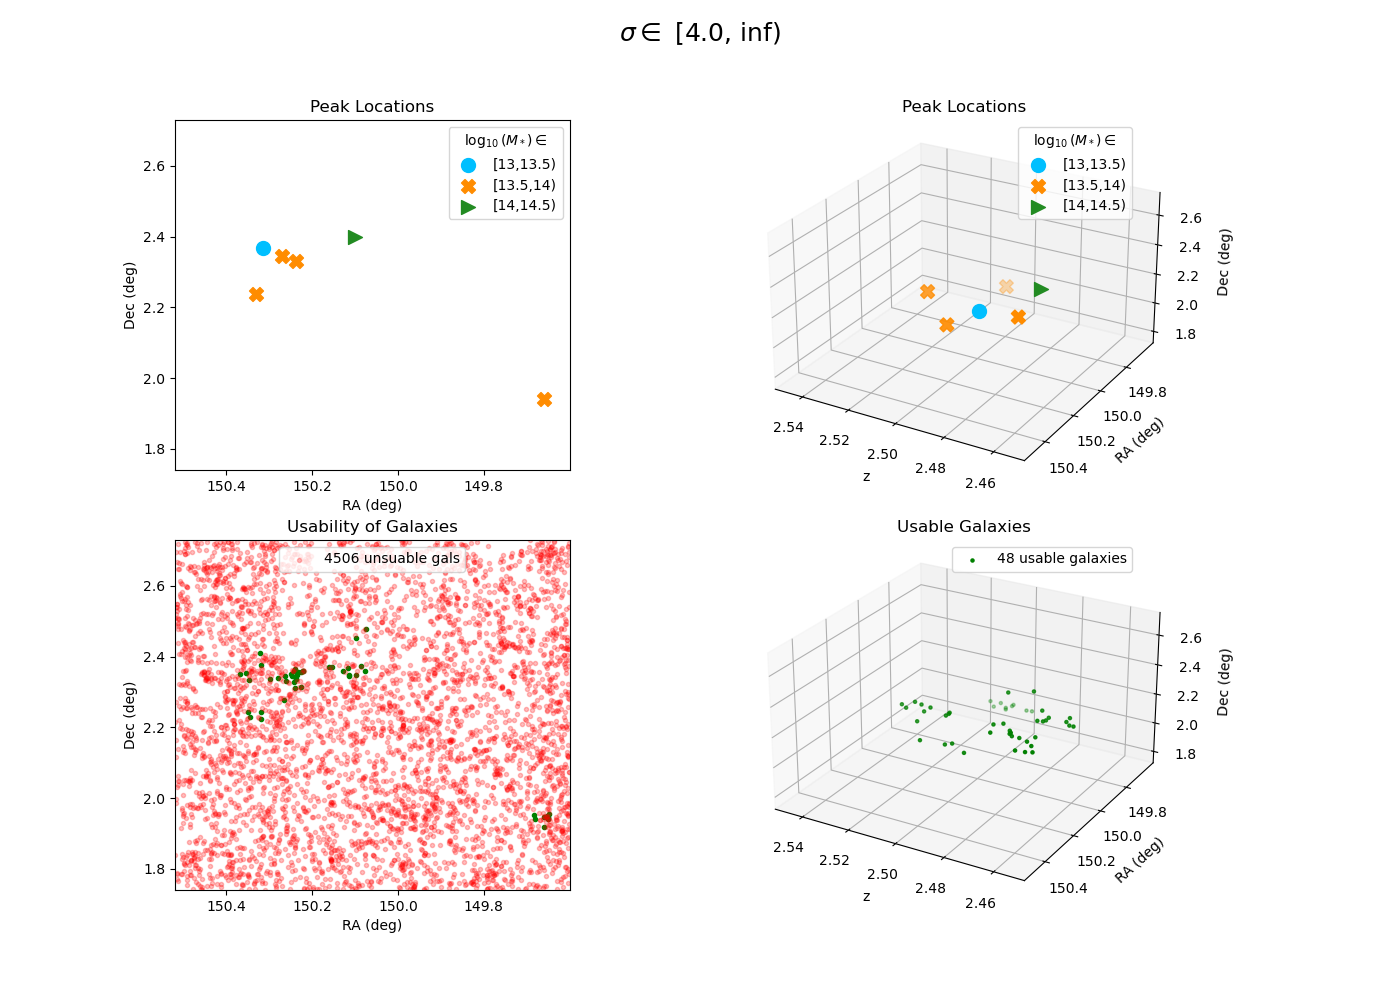 σ ∈ [4.0, inf)
Peak Locations
log₁₀(M*) ∈
[13,13.5)
[13.5,14)
[14,14.5)
2.6
2.4
2.2
2.0
1.8
Dec (deg)
150.4 150.2 150.0 149.8
RA (deg)
Peak Locations
log₁₀(M*) ∈
[13,13.5)
[13.5,14)
[14,14.5)
2.6
2.4
2.2
2.0
1.8
Dec (deg)
149.8
150.0
150.2
150.4
RA (deg)
2.54
2.52
2.50
2.48
2.46
z
Usability of Galaxies
4506 unsuable gals
2.6
2.4
2.2
2.0
1.8
Dec (deg)
150.4 150.2 150.0 149.8
RA (deg)
Usable Galaxies
48 usable galaxies
2.6
2.4
2.2
2.0
1.8
Dec (deg)
149.8
150.0
150.2
150.4
RA (deg)
2.54
2.52
2.50
2.48
2.46
z